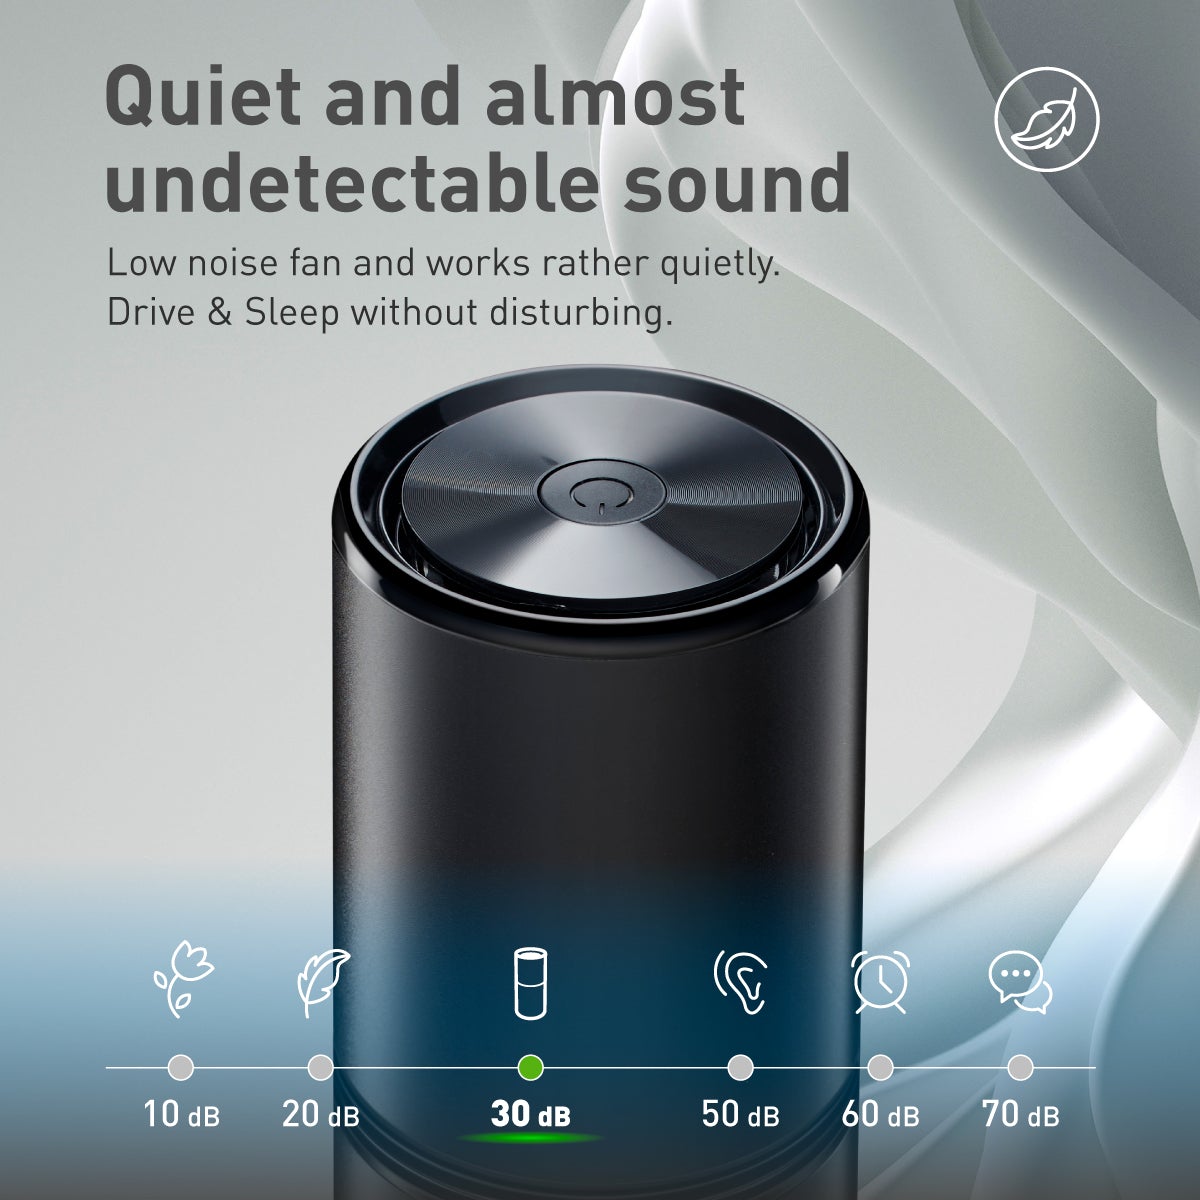 Quiet and almost
undetectable sound
Low noise fan and works rather quietly.
Drive & Sleep without disturbing.
10 dB 20 dB 30 dB 50 dB 60 dB 70 dB